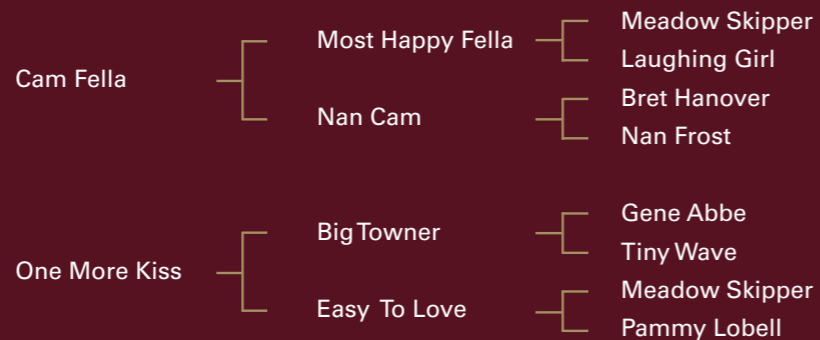 Cam Fella
Most Happy Fella
Meadow Skipper
Laughing Girl
Nan Cam
Bret Hanover
Nan Frost
One More Kiss
Big Towner
Gene Abbe
Tiny Wave
Easy To Love
Meadow Skipper
Pammy Lobell